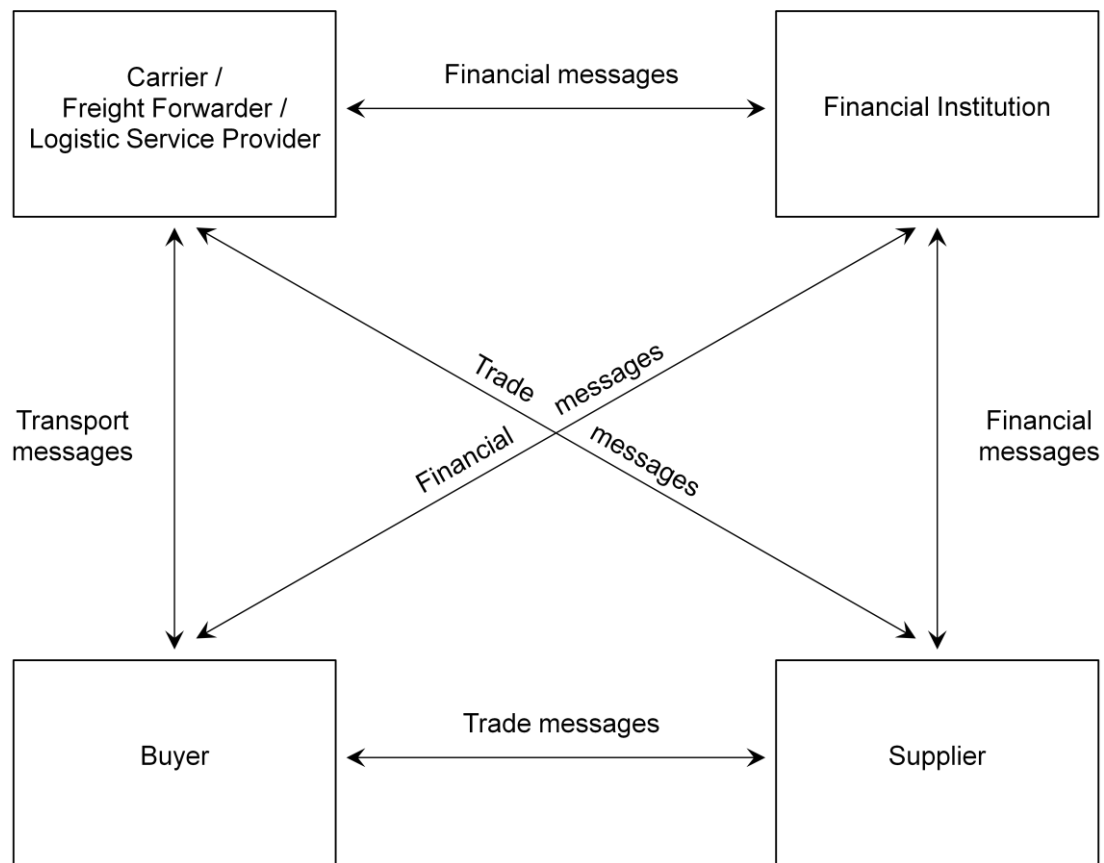 Carrier /
Freight Forwarder /
Logistic Service Provider
Financial messages
Financial Institution
Trade messages
Financial messages
Transport
messages
Financial
messages
Buyer
Trade messages
Supplier